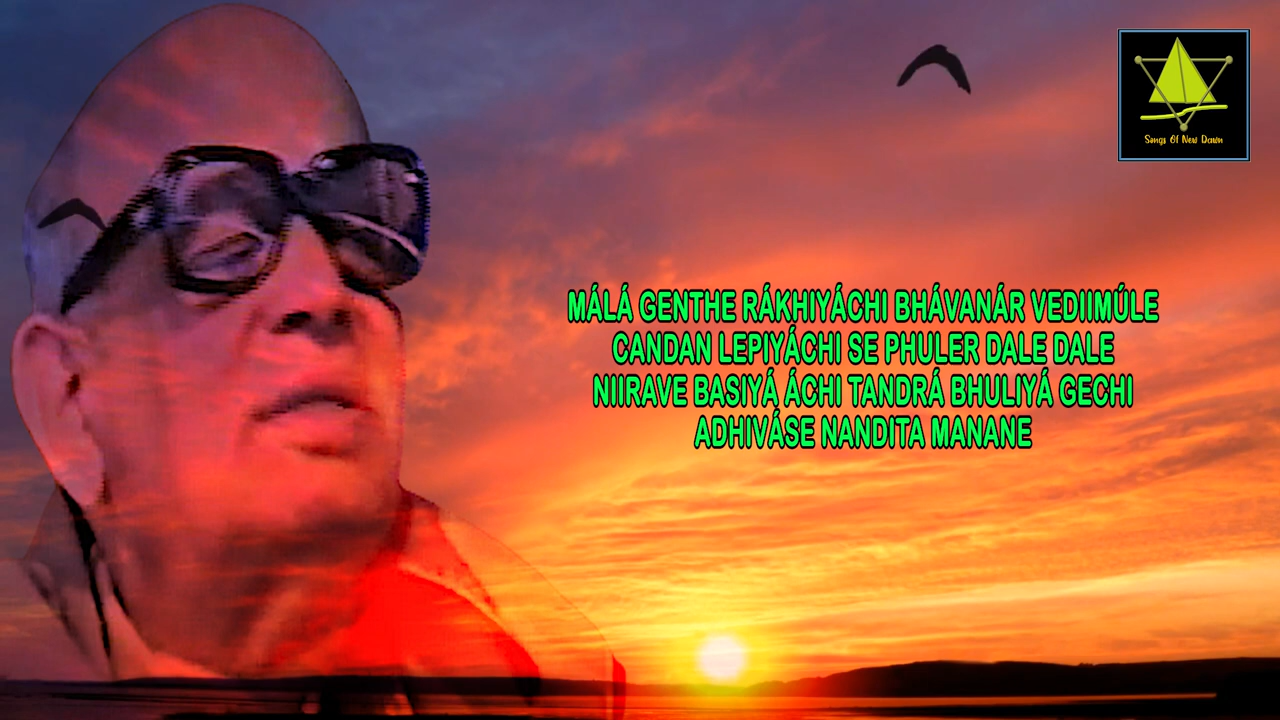 Songs Of New Dawn
MÁLÁ GENTHE RÁKHIYÁCHI BHÁVANÁR VEDIIMÚLE
CANDAN LEPIYÁCHI SE PHULER DALE DALE
NIIRAVE BASIYÁ ÁCHI TANDRÁ BHULIYÁ GECHI
ADHIVÁSE NANDITA MANANE